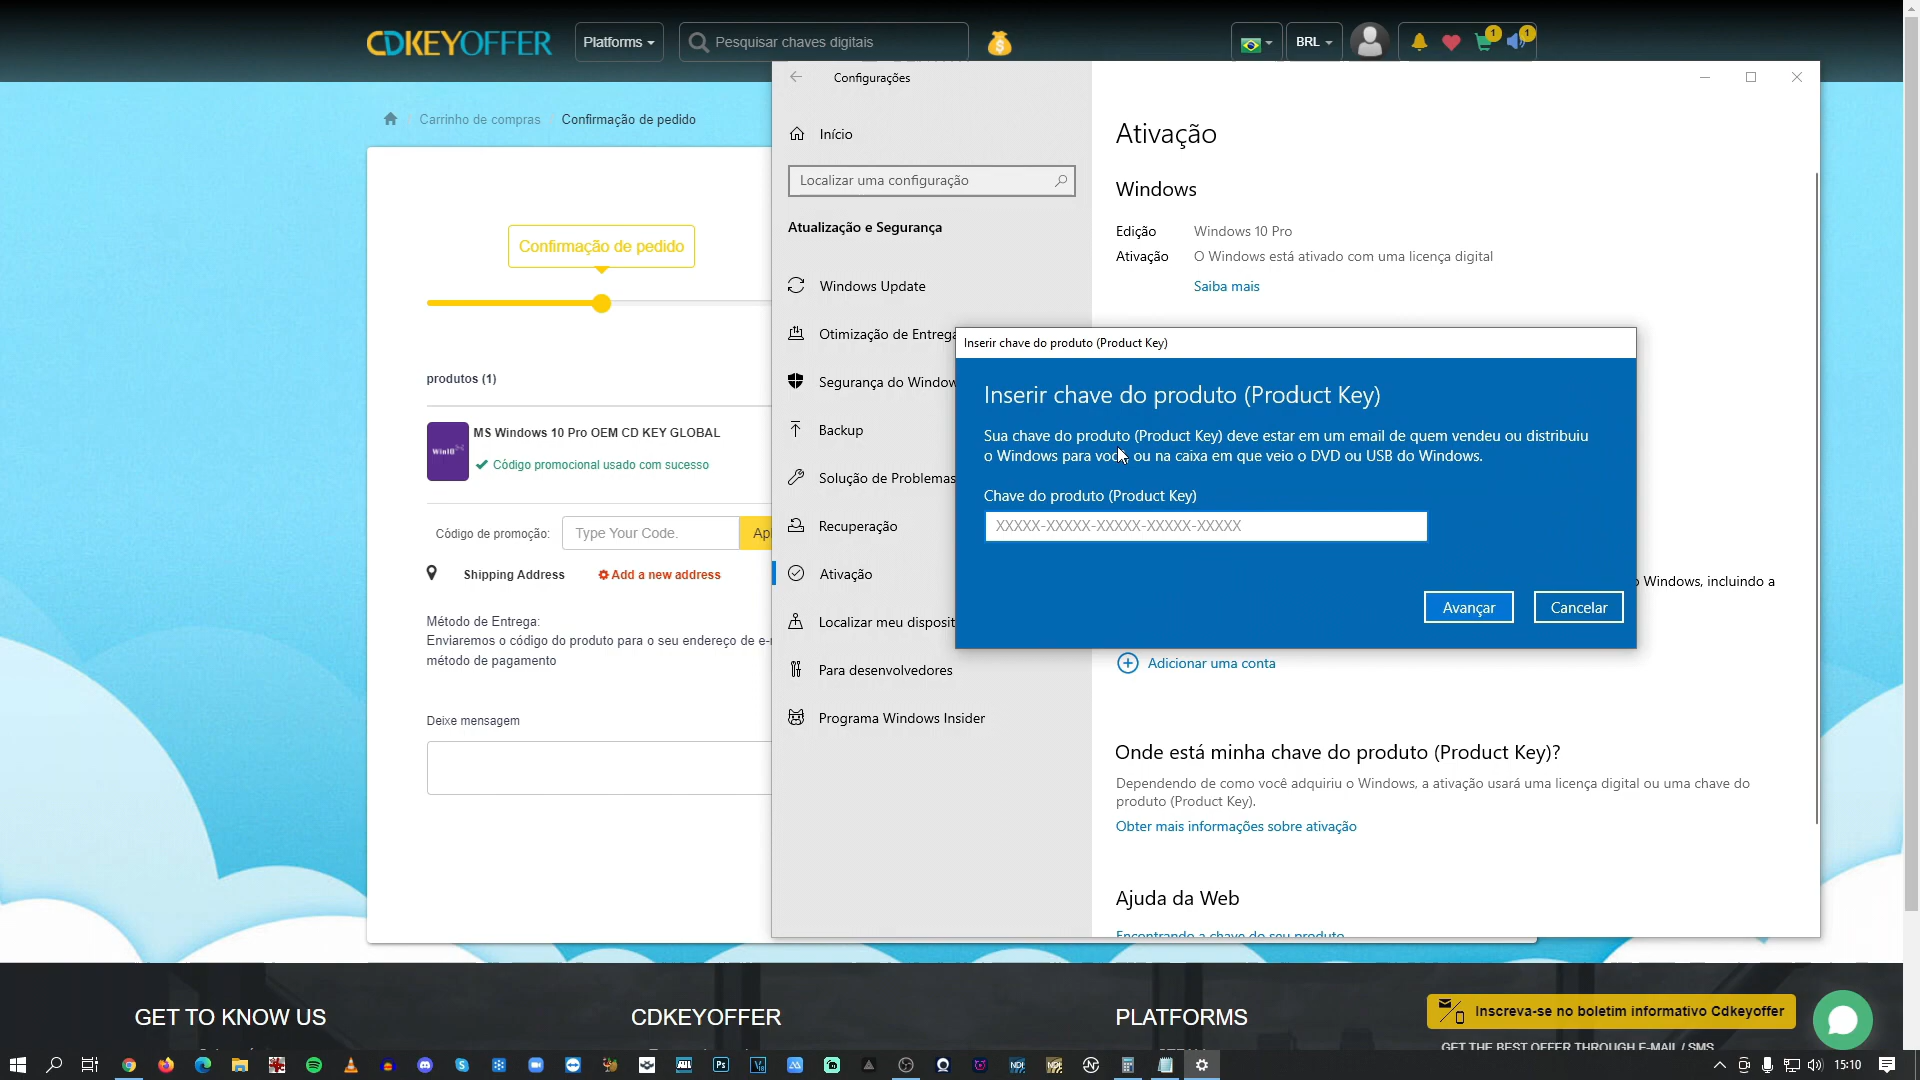 CDKEYOFFER
Platforms
Pesquisar chaves digitais
BRL
1
1
Carrinho de compras
Confirmação de pedido
Confirmação de pedido
produtos (1)
Win10
MS Windows 10 Pro OEM CD KEY GLOBAL
Código promocional usado com sucesso
Código de promoção:
Type Your Code.
Shipping Address
Add a new address
Método de Entrega:
Enviaremos o código do produto para o seu endereço de
método de pagamento
Deixe mensagem
Configurações
Início
Localizar uma configuração
Atualização e Segurança
Windows Update
Otimização de Entrega
Segurança do Window
Backup
Solução de Problemas
Recuperação
Ativação
Localizar meu disposit
Para desenvolvedores
Programa Windows Insider
Ativação
Windows
Edição
Windows 10 Pro
Ativação
O Windows está ativado com uma licença digital
Saiba mais
Inserir chave do produto (Product Key)
Inserir chave do produto (Product Key)
Sua chave do produto (Product Key) deve estar em um email de quem vendeu ou distribuiu
o Windows para você, ou na caixa em que veio o DVD ou USB do Windows.
Chave do produto (Product Key)
XXXXX-XXXXX-XXXXX-XXXXX-XXXXX
Avançar
Cancelar
Windows, incluindo a
Adicionar uma conta
Onde está minha chave do produto (Product Key)?
Dependendo de como você adquiriu o Windows, a ativação usará uma licença digital ou uma chave do
produto (Product Key).
Obter mais informações sobre ativação
Ajuda da Web
Encontrando a chave do seu produto
GET TO KNOW US
CDKEYOFFER
PLATFORMS
Inscreva-se no boletim informativo Cdkeyoffer
GET THE BEST OFFER THROUGH E-MAIL / SMS
15:10